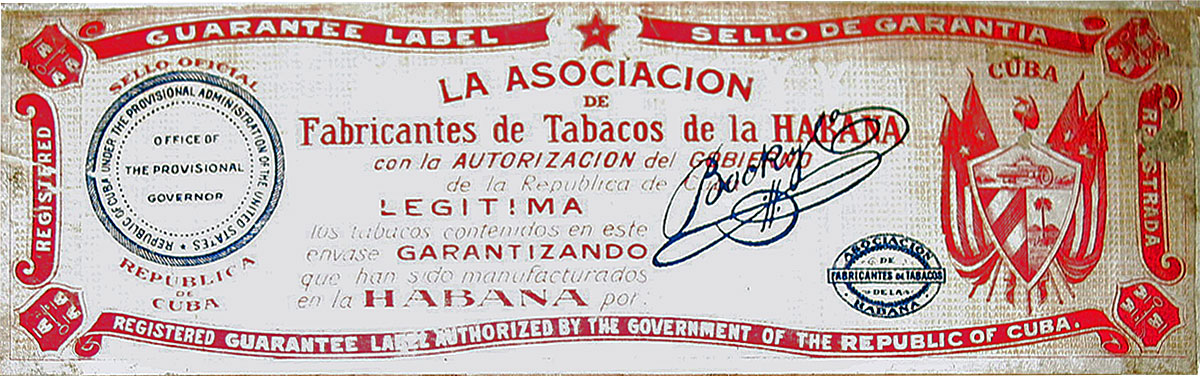 GUARANTEE LABEL
SELLO DE GARANTIA
SELLO OFICIAL
REPUBLIC OF CUBA UNDER THE PROVISIONAL ADMINISTRATION OF THE UNITED STATES
OFFICE OF
THE PROVISIONAL
GOVERNOR
REPUBLICA
DE
CUBA
REGISTERED
LA ASOCIACION
DE
Fabricantes de Tabacos de la HABANA
con la AUTORIZACION del GOBIERNO
de la Republica de
LEGITIMA
los tabacos contenidos en este
envase GARANTIZANDO
que han sido manufacturados
en la HABANA por:
CUBA
REGISTRADA
ASOCIACION
DE
FABRICANTES DE TABACOS
DE LA
HABANA
REGISTERED GUARANTEE LABEL AUTHORIZED BY THE GOVERNMENT OF THE REPUBLIC OF CUBA.